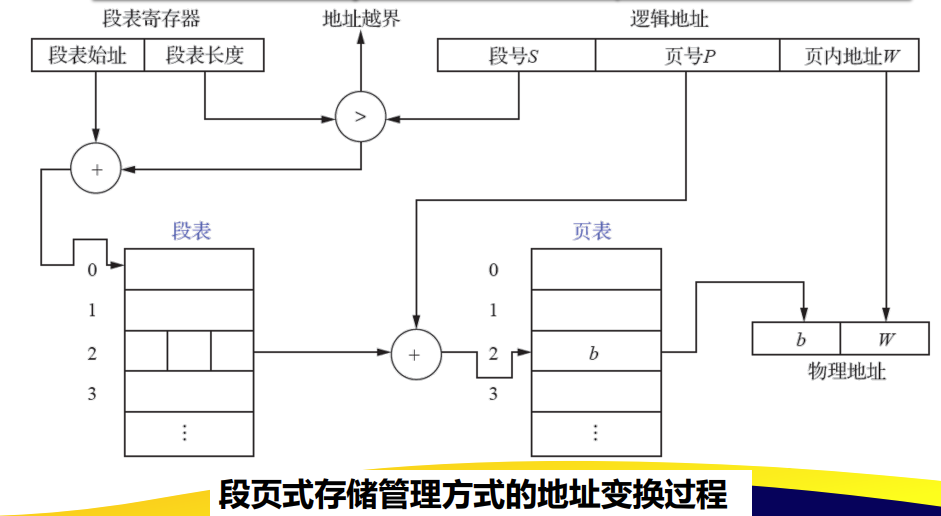 段表寄存器
地址越界
逻辑地址
段表始址
段表长度
段号S
页号P
页内地址W
>
+
段表
页表
0
1
2
3
⋮
+
0
1
2
3
b
⋮
b
W
物理地址
段页式存储管理方式的地址变换过程